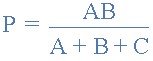 P = AB / (A + B + C)